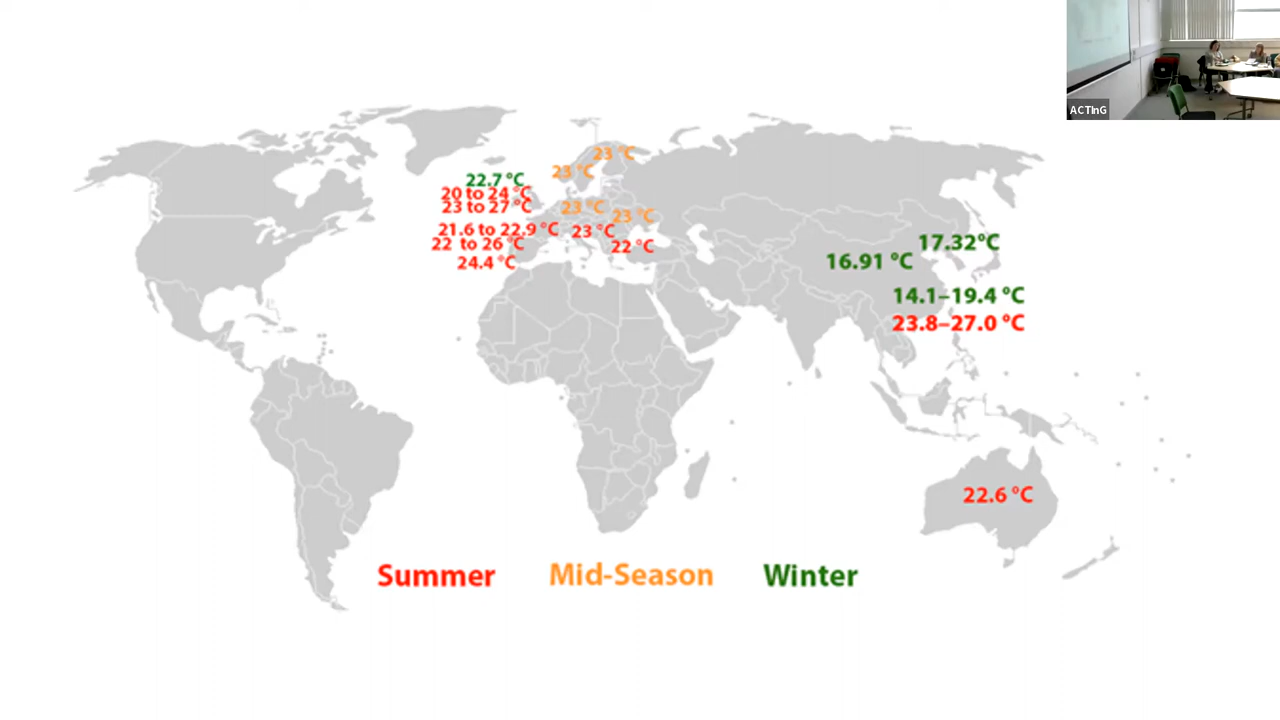 ACTInG
23 °C
23 °C
22.7 °C
20 to 24 °C
23 to 27 °C
23 °C
23 °C
21.6 to 22.9 °C
23 °C
22 to 26 °C
22 °C
24.4 °C
17.32°C
16.91 °C
14.1–19.4 °C
23.8–27.0 °C
22.6 °C
Summer
Mid-Season
Winter